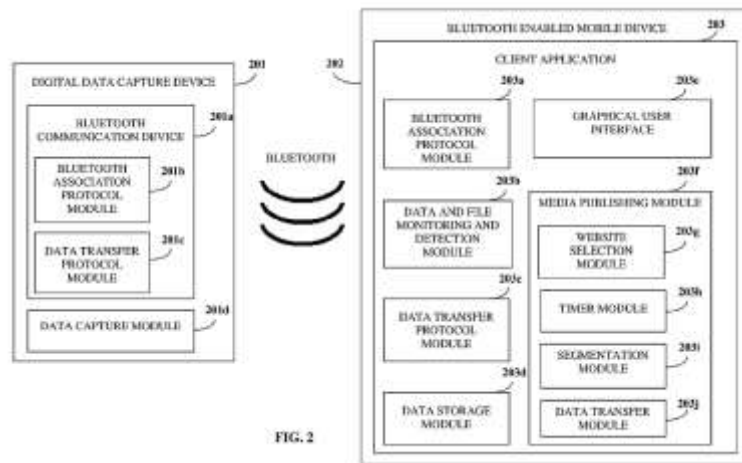 BLUETOOTH ENABLED MOBILE DEVICE
203
CLIENT APPLICATION
201
202
DIGITAL DATA CAPTURE DEVICE
201a
BLUETOOTH
COMMUNICATION DEVICE
201b
BLUETOOTH
ASSOCIATION
PROTOCOL
MODULE
201c
DATA TRANSFER
PROTOCOL MODULE
201d
DATA CAPTURE MODULE
BLUETOOTH
203a
BLUETOOTH
ASSOCIATION
PROTOCOL
MODULE
203b
DATA AND FILE
MONITORING AND
DETECTION MODULE
203c
DATA TRANSFER
PROTOCOL
MODULE
203d
DATA STORAGE
MODULE
203e
GRAPHICAL USER
INTERFACE
203f
MEDIA PUBLISHING MODULE
203g
WEBSITE
SELECTION
MODULE
203h
TIMER MODULE
203i
SEGMENTATION
MODULE
203j
DATA TRANSFER
MODULE
FIG. 2